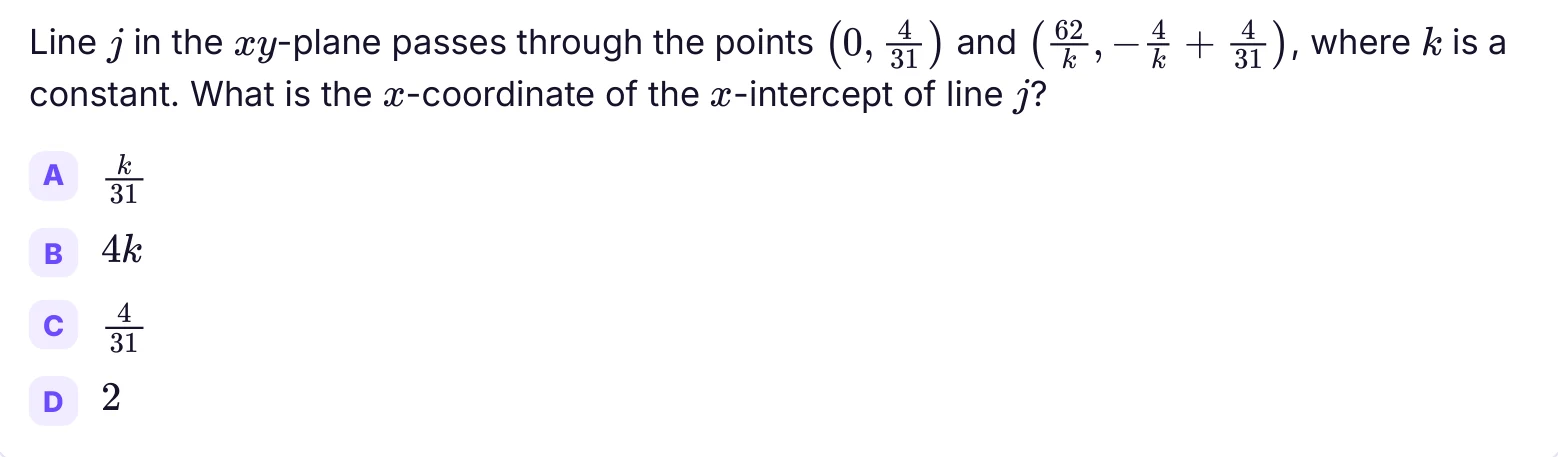 Line j in the xy-plane passes through the points (0, 4/31) and (62/k, −4/k + 4/31), where k is a
constant. What is the x-coordinate of the x-intercept of line j?
A k/31
B 4k
C 4/31
D 2